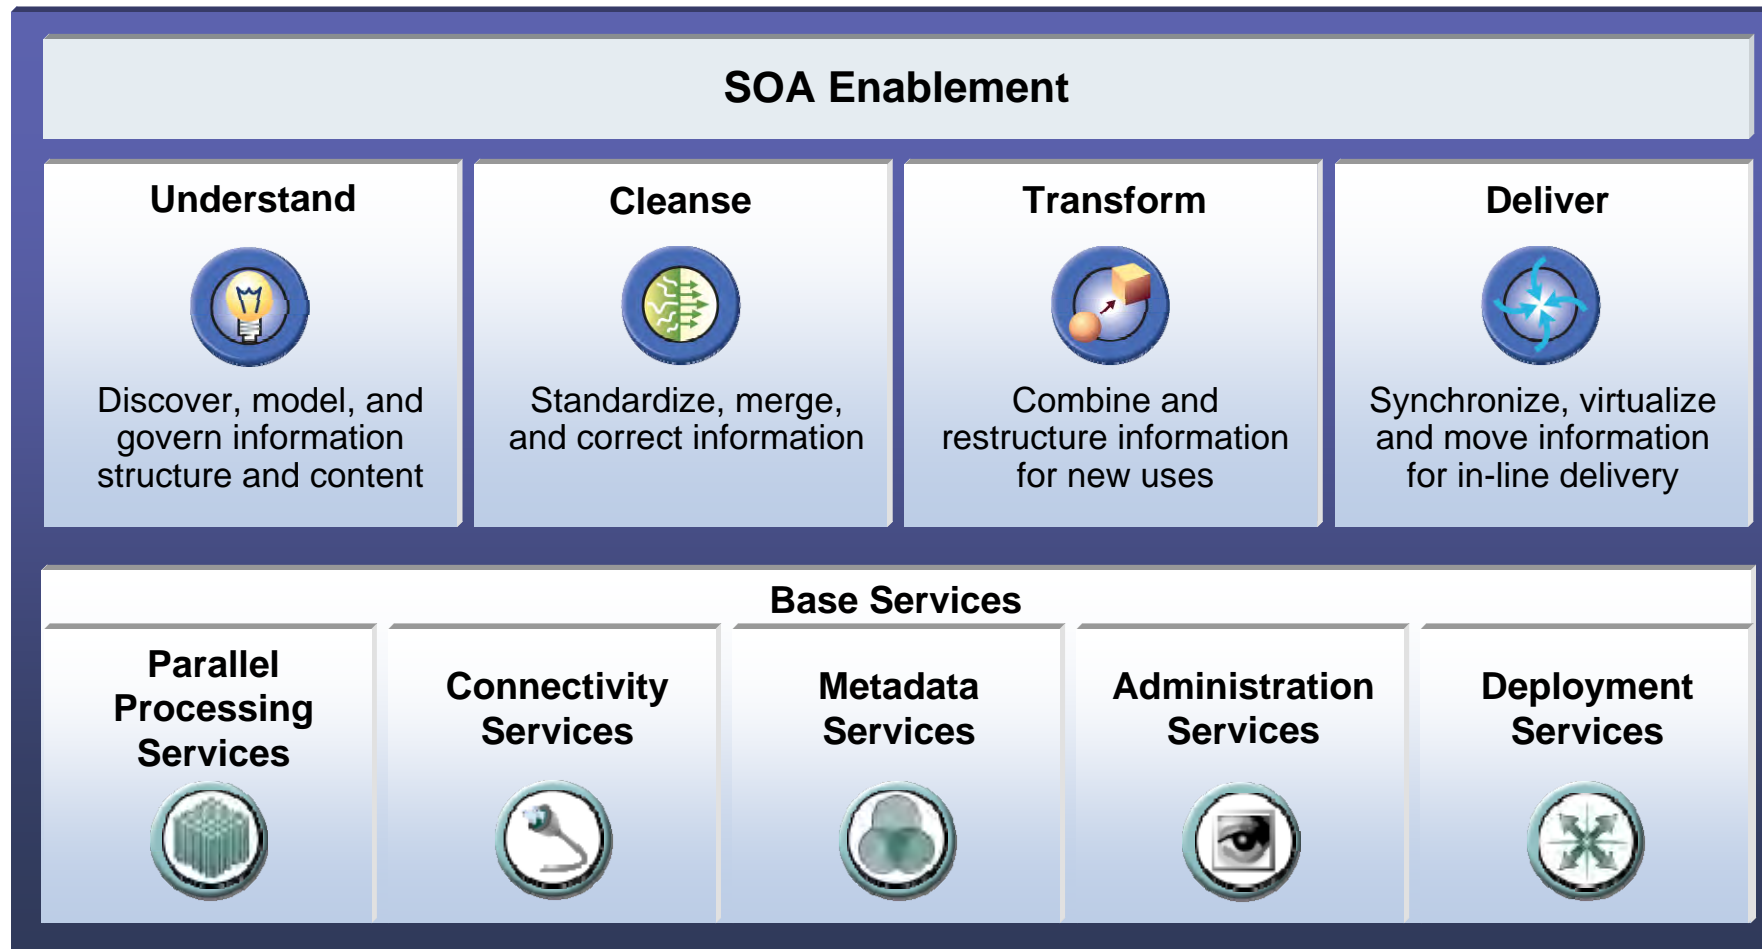 SOA Enablement
Understand
Discover, model, and
govern information
structure and content
Cleanse
Standardize, merge,
and correct information
Transform
Combine and
restructure information
for new uses
Deliver
Synchronize, virtualize
and move information
for in-line delivery
Base Services
Parallel
Processing
Services
Connectivity
Services
Metadata
Services
Administration
Services
Deployment
Services